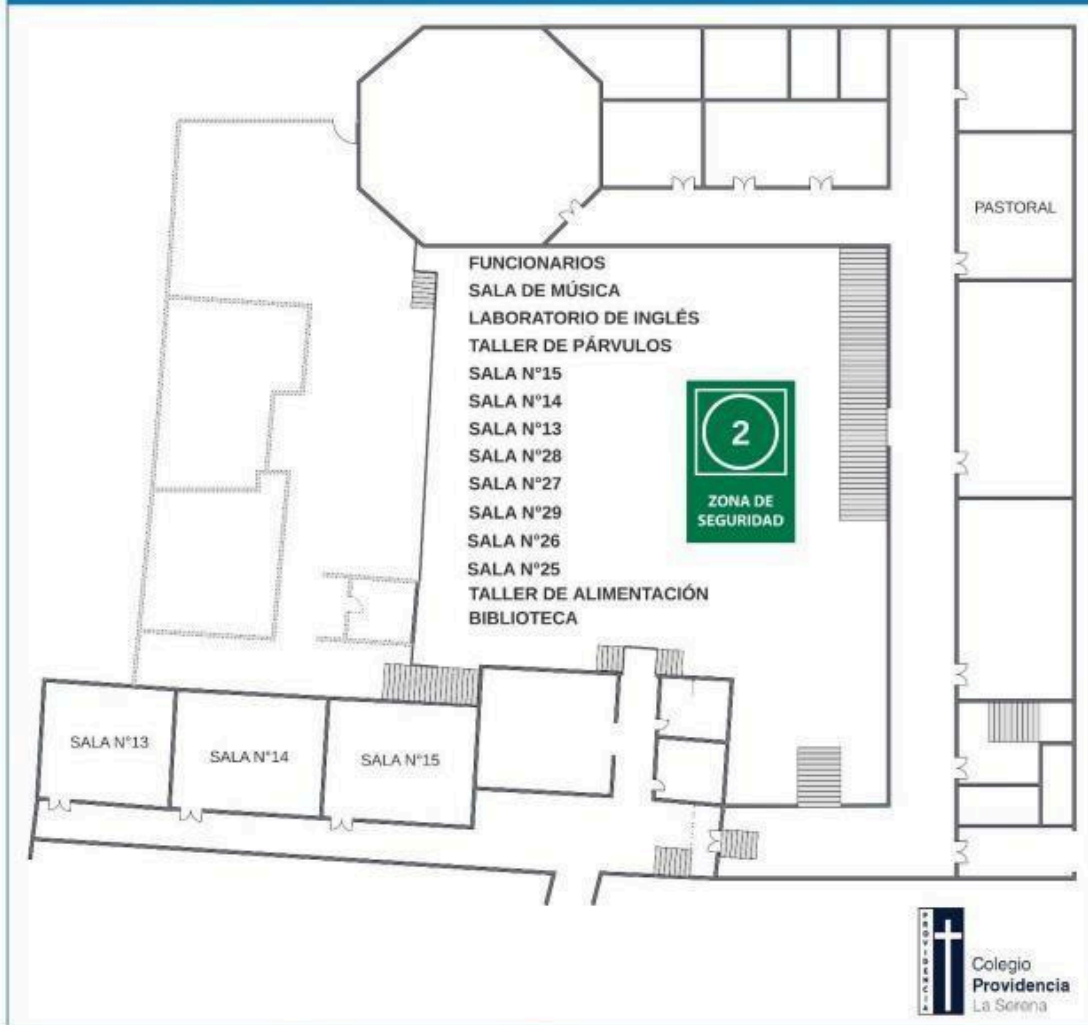 PASTORAL
FUNCIONARIOS
SALA DE MÚSICA
LABORATORIO DE INGLÉS
TALLER DE PÁRVULOS
SALA N°15
SALA N°14
SALA N°13
SALA N°28
SALA N°27
SALA N°29
SALA N°26
SALA N°25
TALLER DE ALIMENTACIÓN
BIBLIOTECA
2
ZONA DE
SEGURIDAD
SALA N°13
SALA N°14
SALA N°15
PROVIDENCIA
Colegio
Providencia
La Serena